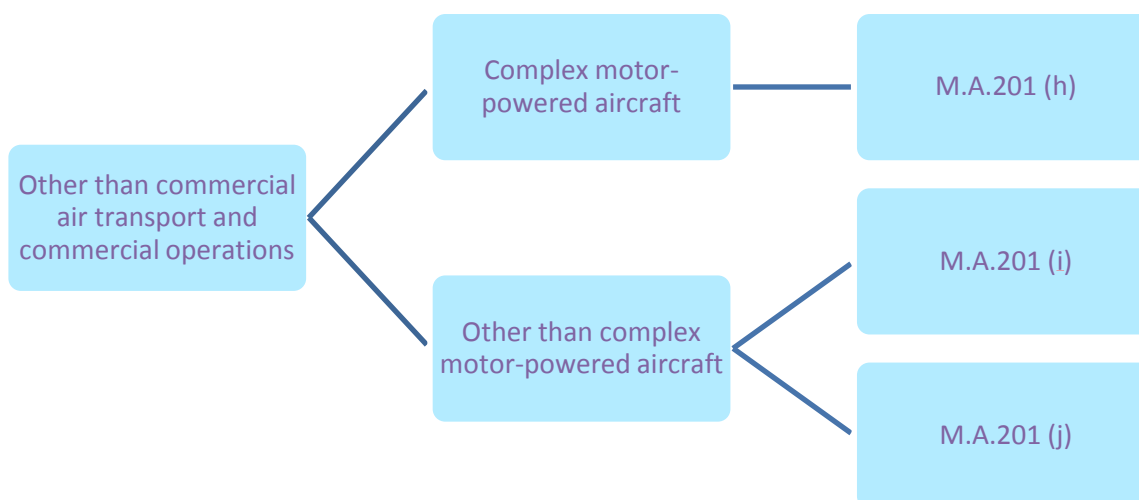 Other than commercial
air transport and
commercial operations
Complex motor-
powered aircraft
M.A.201 (h)
Other than complex
motor-powered aircraft
M.A.201 (i)
M.A.201 (j)